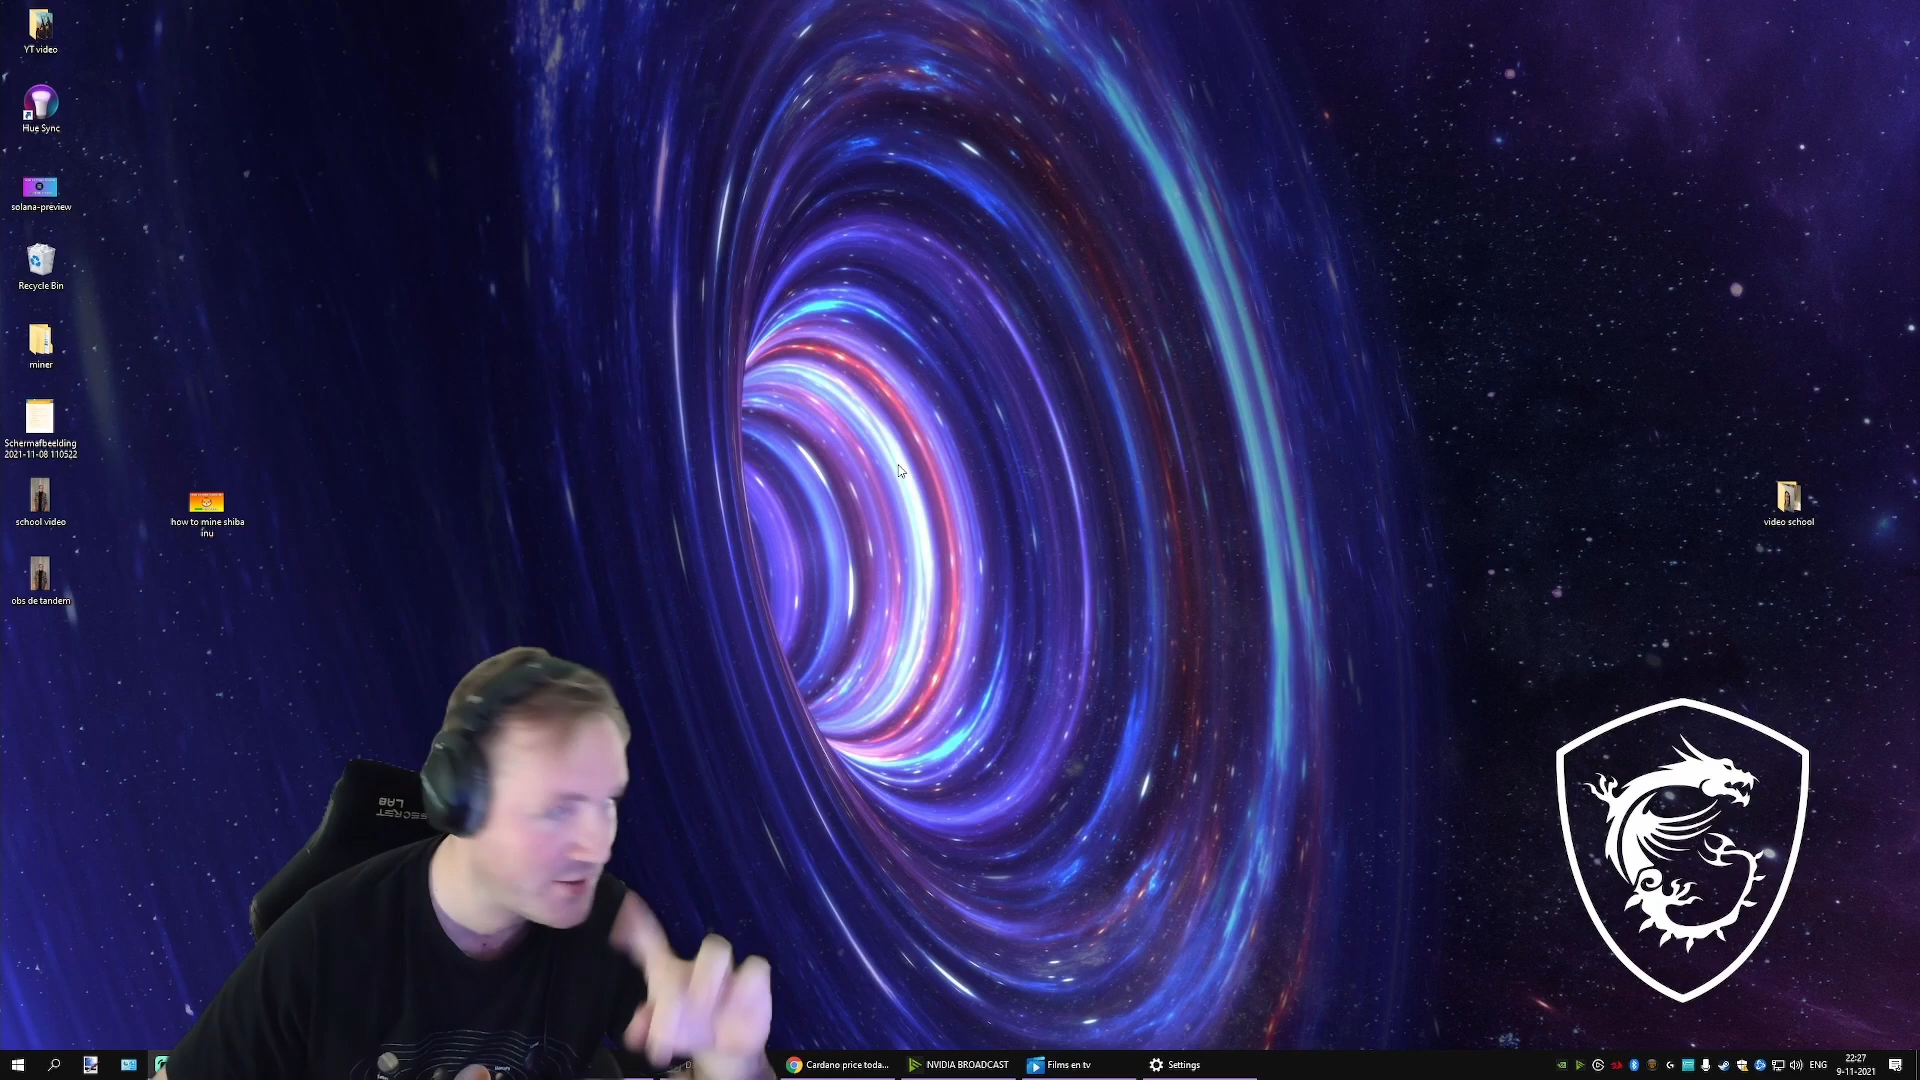 YT video
Hue Sync
solana-preview
Recycle Bin
miner
Schermafbeelding
2021-11-08 110522
school video
how to mine shiba
inu
video school
obs de tandem
SECRET
LAB
Cardano price toda...
NVIDIA BROADCAST
Films en tv
Settings
ENG
22:27
9-11-2021